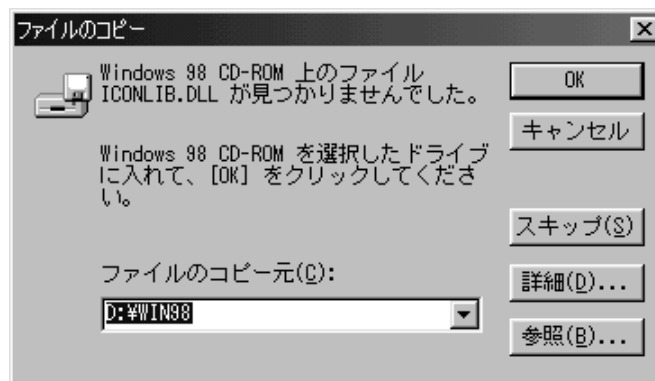 ファイルのコピー
Windows 98 CD-ROM 上のファイル
ICONLIB.DLL が見つかりませんでした。
Windows 98 CD-ROM を選択したドライブ
に入れて、[OK] をクリックしてくださ
い。
ファイルのコピー元(C):
D:¥WIN98
OK
キャンセル
スキップ(S)
詳細(D)...
参照(B)...